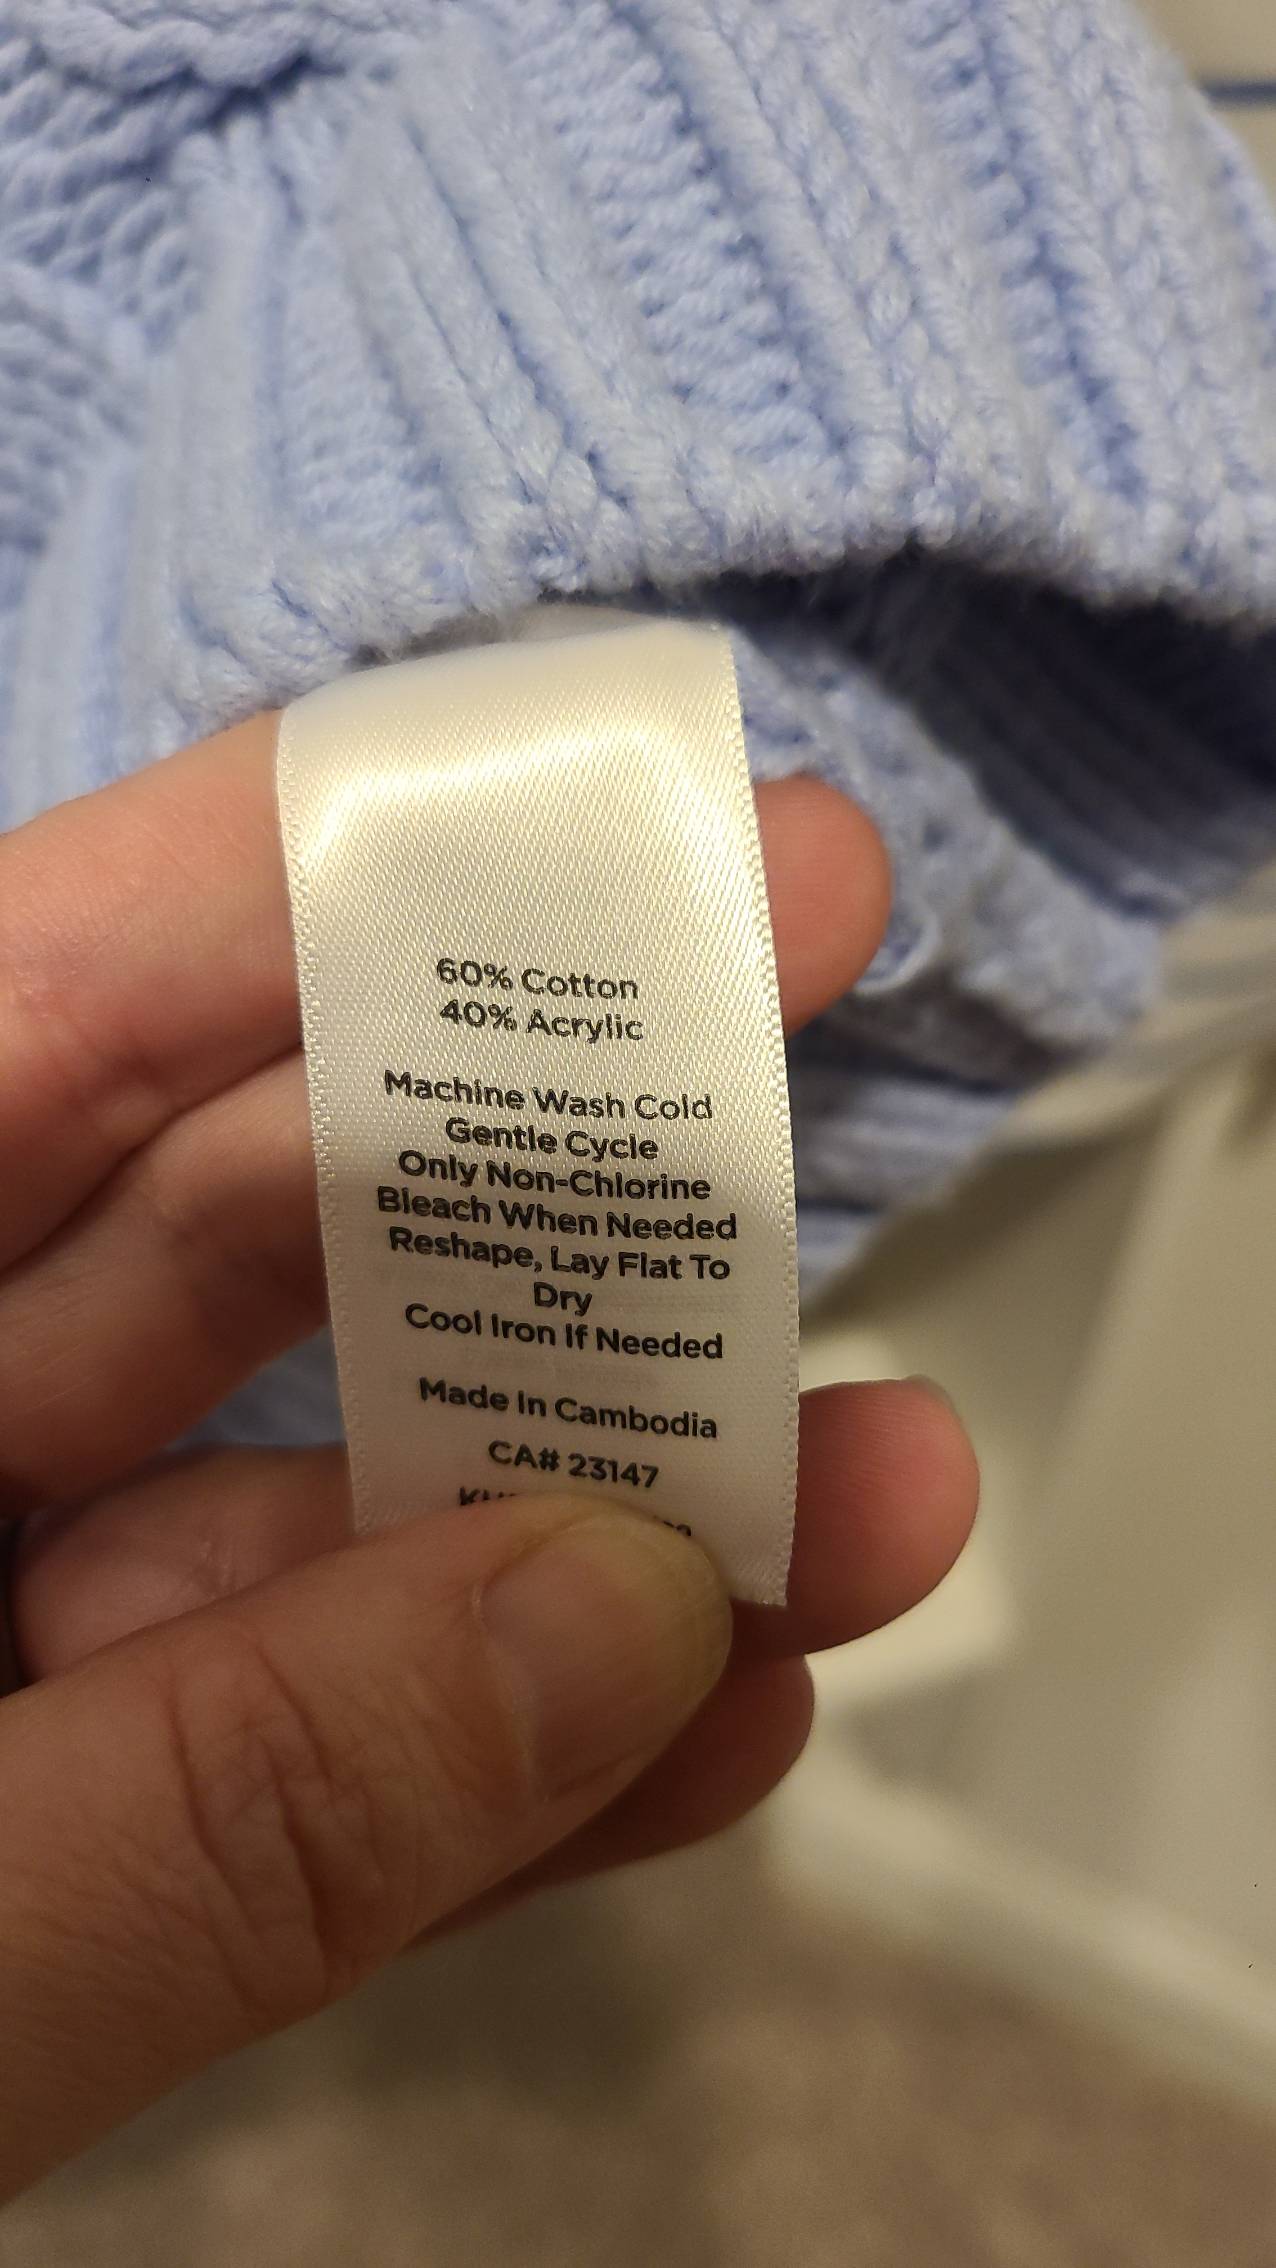 60% Cotton
40% Acrylic
Machine Wash Cold
Gentle Cycle
Only Non-Chlorine
Bleach When Needed
Reshape, Lay Flat To
Dry
Cool Iron If Needed
Made In Cambodia
CA# 23147